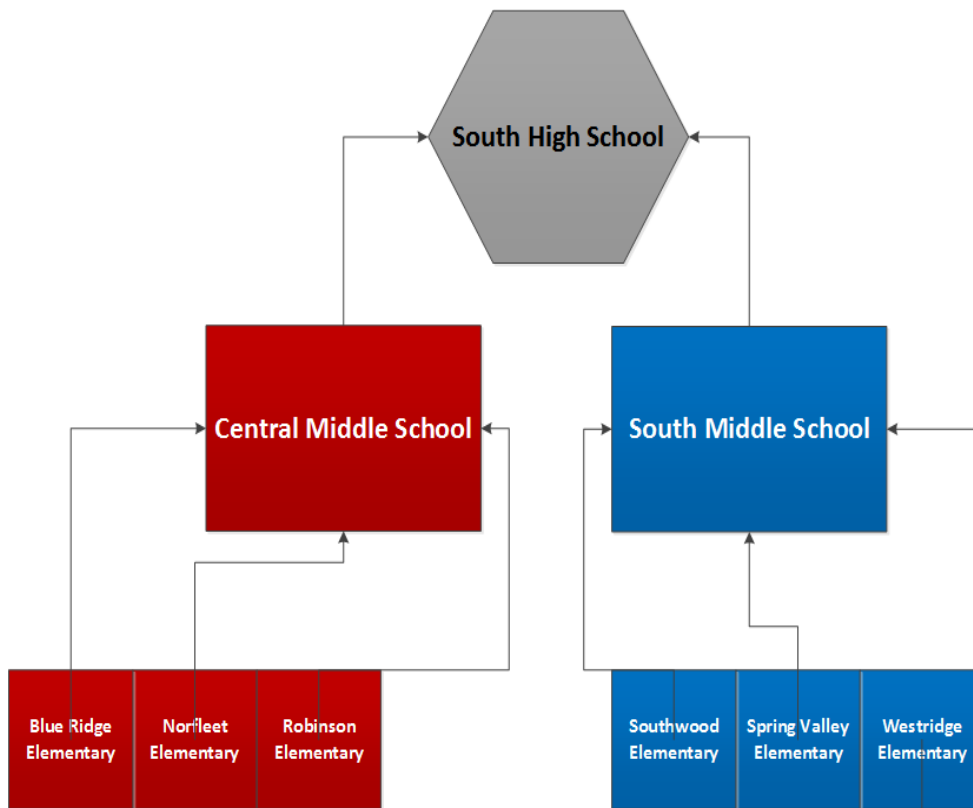 South High School
Central Middle School
South Middle School
Blue Ridge
Elementary
Norfleet
Elementary
Robinson
Elementary
Southwood
Elementary
Spring Valley
Elementary
Westridge
Elementary